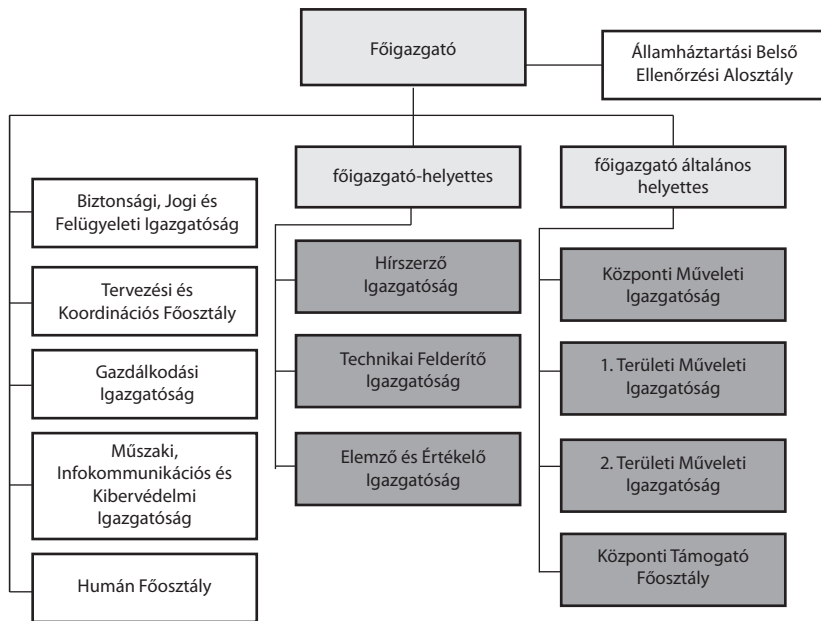 Főigazgató
Államháztartási Belső
Ellenőrzési Alosztály
főigazgató-helyettes
főigazgató általános
helyettes
Biztonsági, Jogi és
Felügyeleti Igazgatóság
Tervezési és
Koordinációs Főosztály
Gazdálkodási
Igazgatóság
Műszaki,
Infokommunikációs és
Kibervédelmi
Igazgatóság
Humán Főosztály
Hírszerző
Igazgatóság
Technikai Felderítő
Igazgatóság
Elemző és Értékelő
Igazgatóság
Központi Műveleti
Igazgatóság
1. Területi Műveleti
Igazgatóság
2. Területi Műveleti
Igazgatóság
Központi Támogató
Főosztály